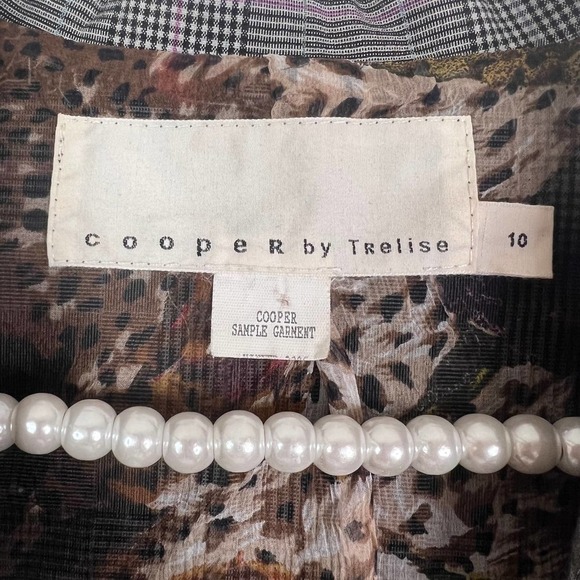 cooper by Trelise
10
COOPER
SAMPLE GARMENT